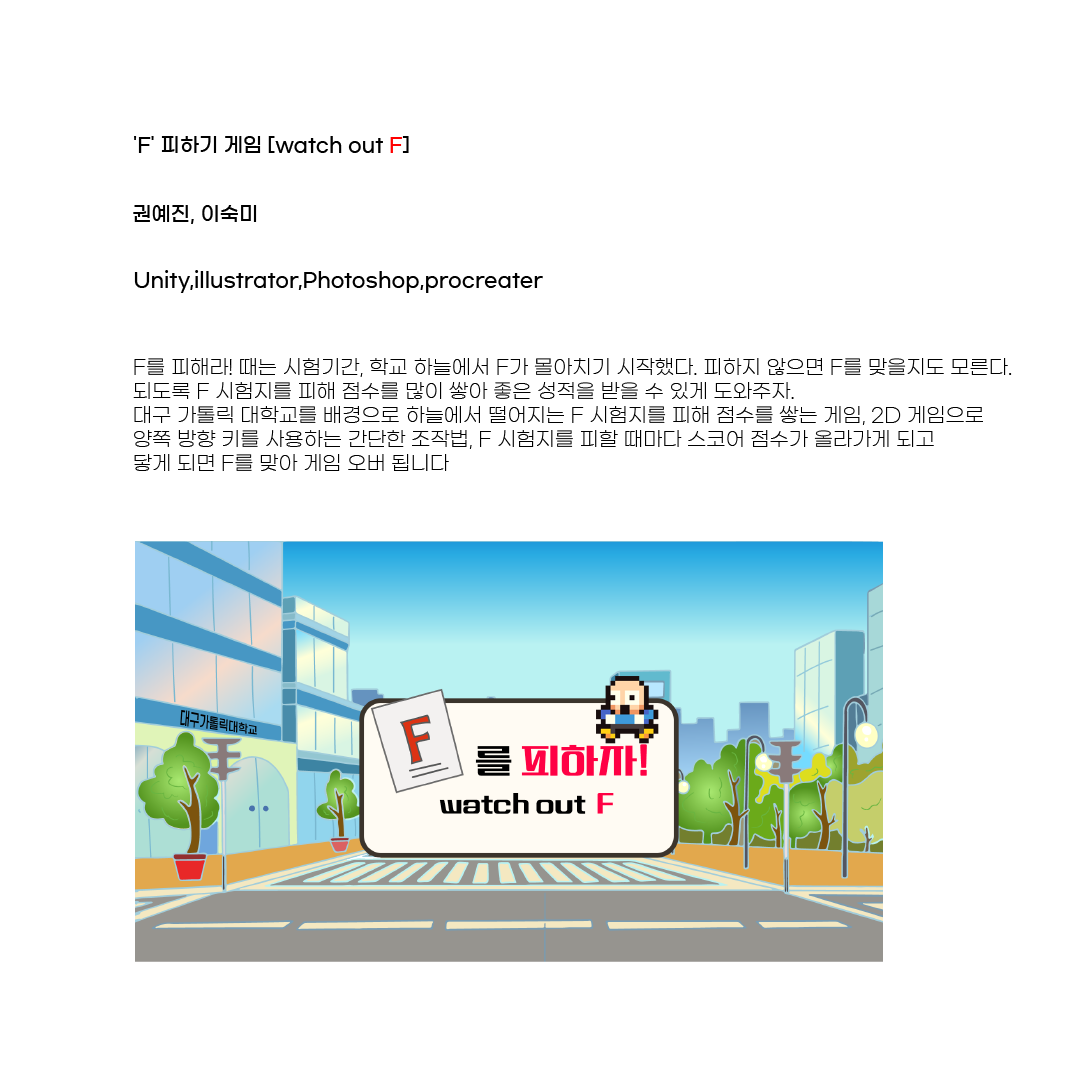 'F' 피하기 게임 [watch out F]
권예진, 이숙미
Unity,illustrator,Photoshop,procreater
F를 피해라! 때는 시험기간, 학교 하늘에서 F가 몰아치기 시작했다. 피하지 않으면 F를 맞을지도 모른다.
되도록 F 시험지를 피해 점수를 많이 쌓아 좋은 성적을 받을 수 있게 도와주자.
대구 가톨릭 대학교를 배경으로 하늘에서 떨어지는 F 시험지를 피해 점수를 쌓는 게임, 2D 게임으로
양쪽 방향 키를 사용하는 간단한 조작법, F 시험지를 피할 때마다 스코어 점수가 올라가게 되고
닿게 되면 F를 맞아 게임 오버 됩니다
대구가톨릭대학교
F를 피하자!
watch out F